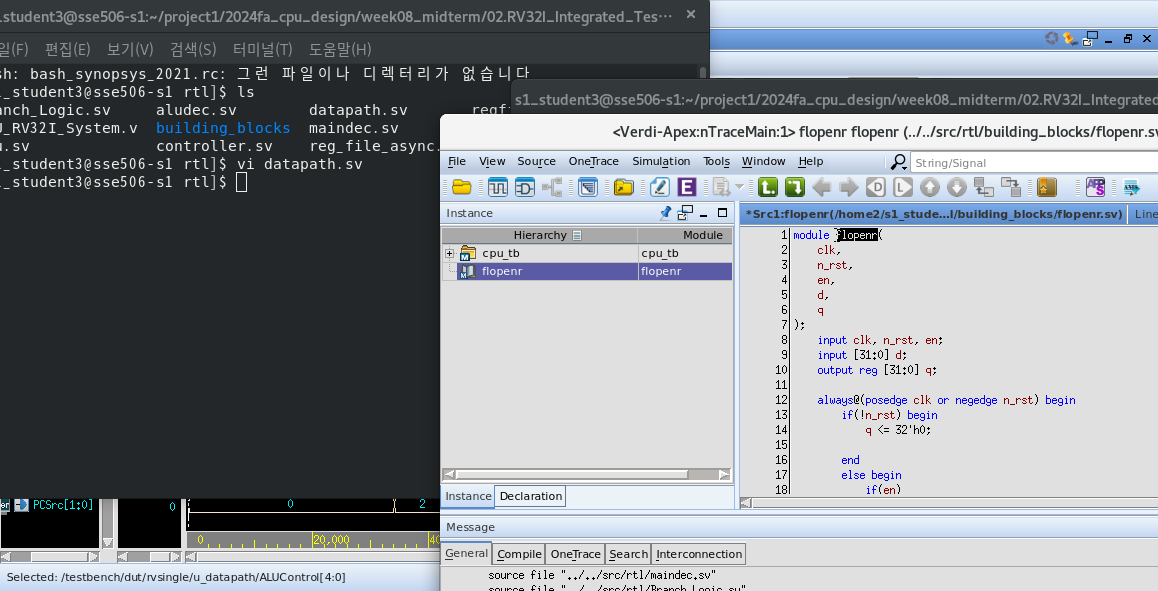 _student3@sse506-s1:~/project1/2024fa_cpu_design/week08_midterm/02.RV32I_Integrated_Tes···
일(F) 편집(E) 보기(V) 검색(S) 터미널(T) 도움말(H)
sh: bash_synopsys_2021.rc: 그런 파일이나 디렉터리가 없습니다
1_student3@sse506-s1 rtl]$ ls
anch_Logic.sv aludec.sv datapath.sv regf
U_RV32I_System.v building_blocks maindec.sv
u.sv controller.sv reg_file_async.
1_student3@sse506-s1 rtl]$ vi datapath.sv
1_student3@sse506-s1 rtl]$
s1_student3@sse506-s1:~/project1/2024fa_cpu_design/week08_midterm/02.RV32I_Integrated
<Verdi-Apex:nTraceMain:1> flopenr flopenr (../../src/rtl/building_blocks/flopenr.sv
File View Source OneTrace Simulation Tools Window Help
String/Signal
Instance
Hierarchy Module
cpu_tb cpu_tb
flopenr flopenr
Instance Declaration
*Src1:flopenr(/home2/s1_stude...l/building_blocks/flopenr.sv) Line
1 module flopenr(
2 clk,
3 n_rst,
4 en,
5 d,
6 q
7 );
8 input clk, n_rst, en;
9 input [31:0] d;
10 output reg [31:0] q;
11
12 always@(posedge clk or negedge n_rst) begin
13 if(!n_rst) begin
14 q <= 32'h0;
15
16 end
17 else begin
18 if(en)
Message
General Compile OneTrace Search Interconnection
source file "../../src/rtl/maindec.sv"
source file "../../src/rtl/Branch_Logic.sv"
PCSrc[1:0] 0 0 2
0 20,000 40
Selected: /testbench/dut/rvsingle/u_datapath/ALUControl[4:0]